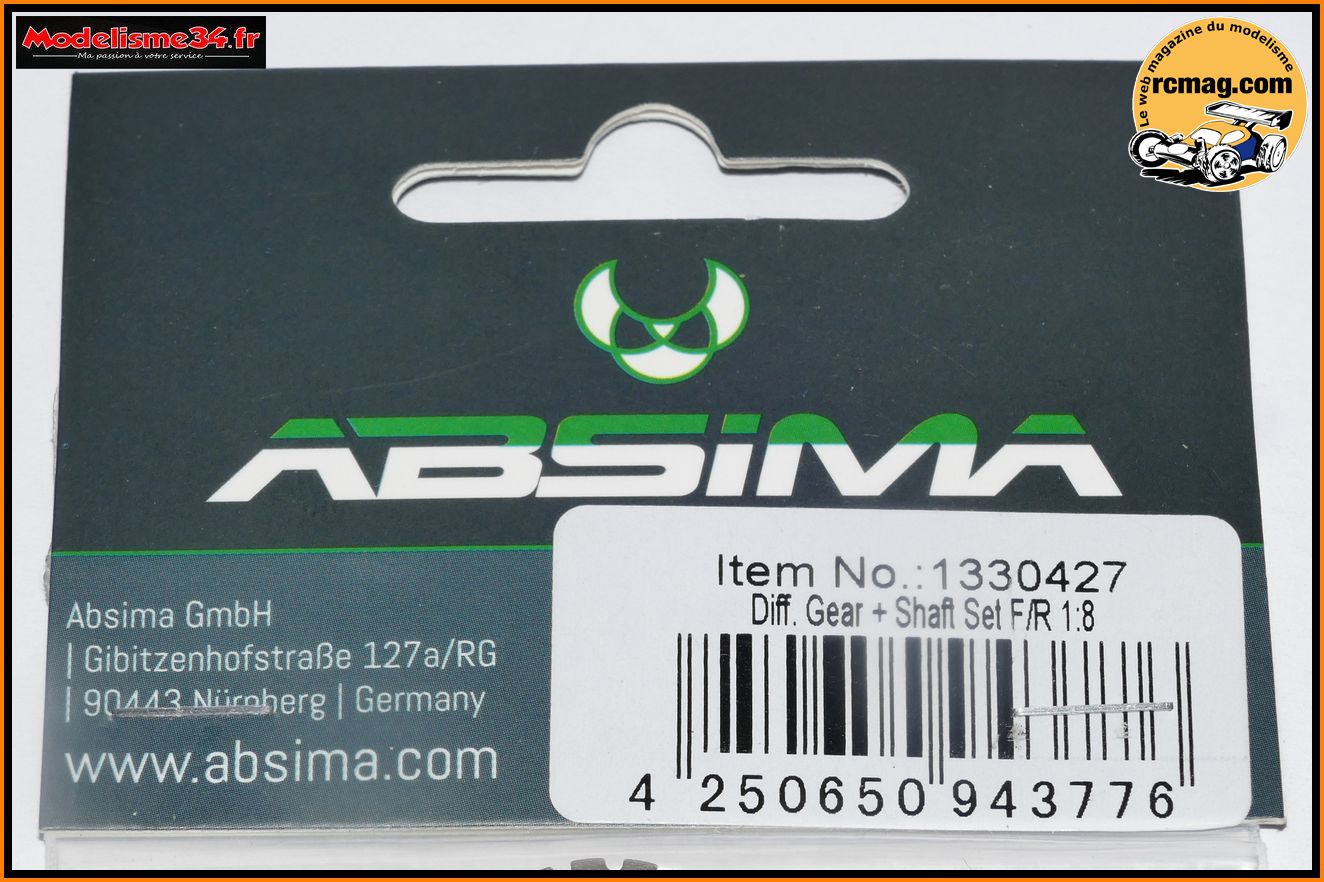 Modelisme34.fr
Ma passion à votre service
Le web magazine du modelisme
rcmag.com
ABSiMA
Item No.:1330427
Diff. Gear + Shaft Set F/R 1:8
4 250650 943776
Absima GmbH
| Gibitzenhofstraße 127a/RG
| 90443 Nürnberg | Germany
www.absima.com